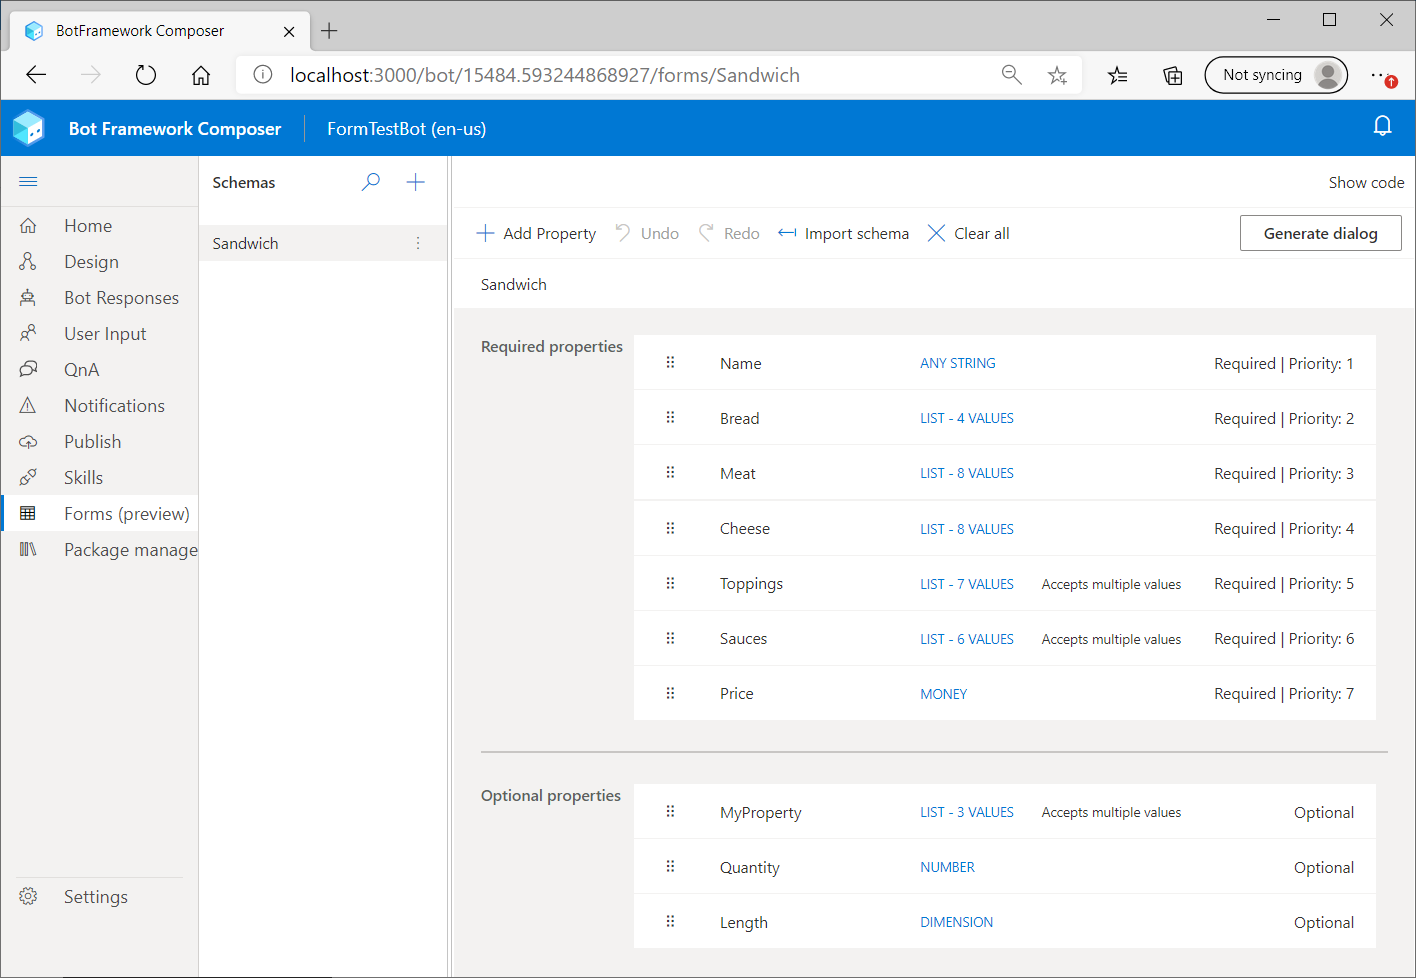 BotFramework Composer
localhost:3000/bot/15484.593244868927/forms/Sandwich
Not syncing
Bot Framework Composer
FormTestBot (en-us)
Home
Design
Bot Responses
User Input
QnA
Notifications
Publish
Skills
Forms (preview)
Package manage
Settings
Schemas
Sandwich
Show code
Add Property Undo Redo Import schema Clear all Generate dialog
Sandwich
Required properties
Name ANY STRING Required | Priority: 1
Bread LIST - 4 VALUES Required | Priority: 2
Meat LIST - 8 VALUES Required | Priority: 3
Cheese LIST - 8 VALUES Required | Priority: 4
Toppings LIST - 7 VALUES Accepts multiple values Required | Priority: 5
Sauces LIST - 6 VALUES Accepts multiple values Required | Priority: 6
Price MONEY Required | Priority: 7
Optional properties
MyProperty LIST - 3 VALUES Accepts multiple values Optional
Quantity NUMBER Optional
Length DIMENSION Optional